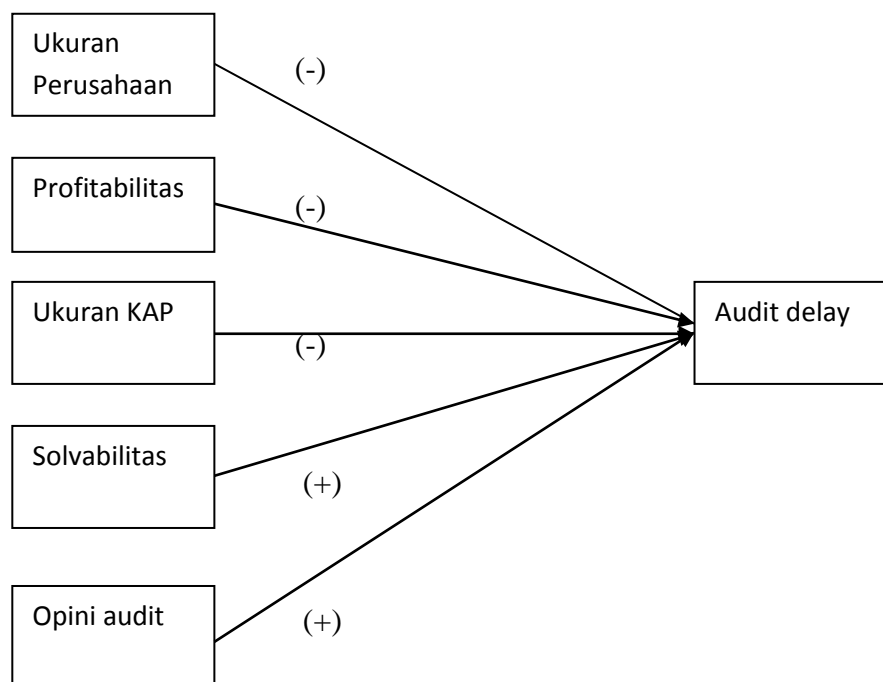 Ukuran
Perusahaan
(-)
Profitabilitas
(-)
Ukuran KAP
(-)
Audit delay
Solvabilitas
(+)
Opini audit
(+)